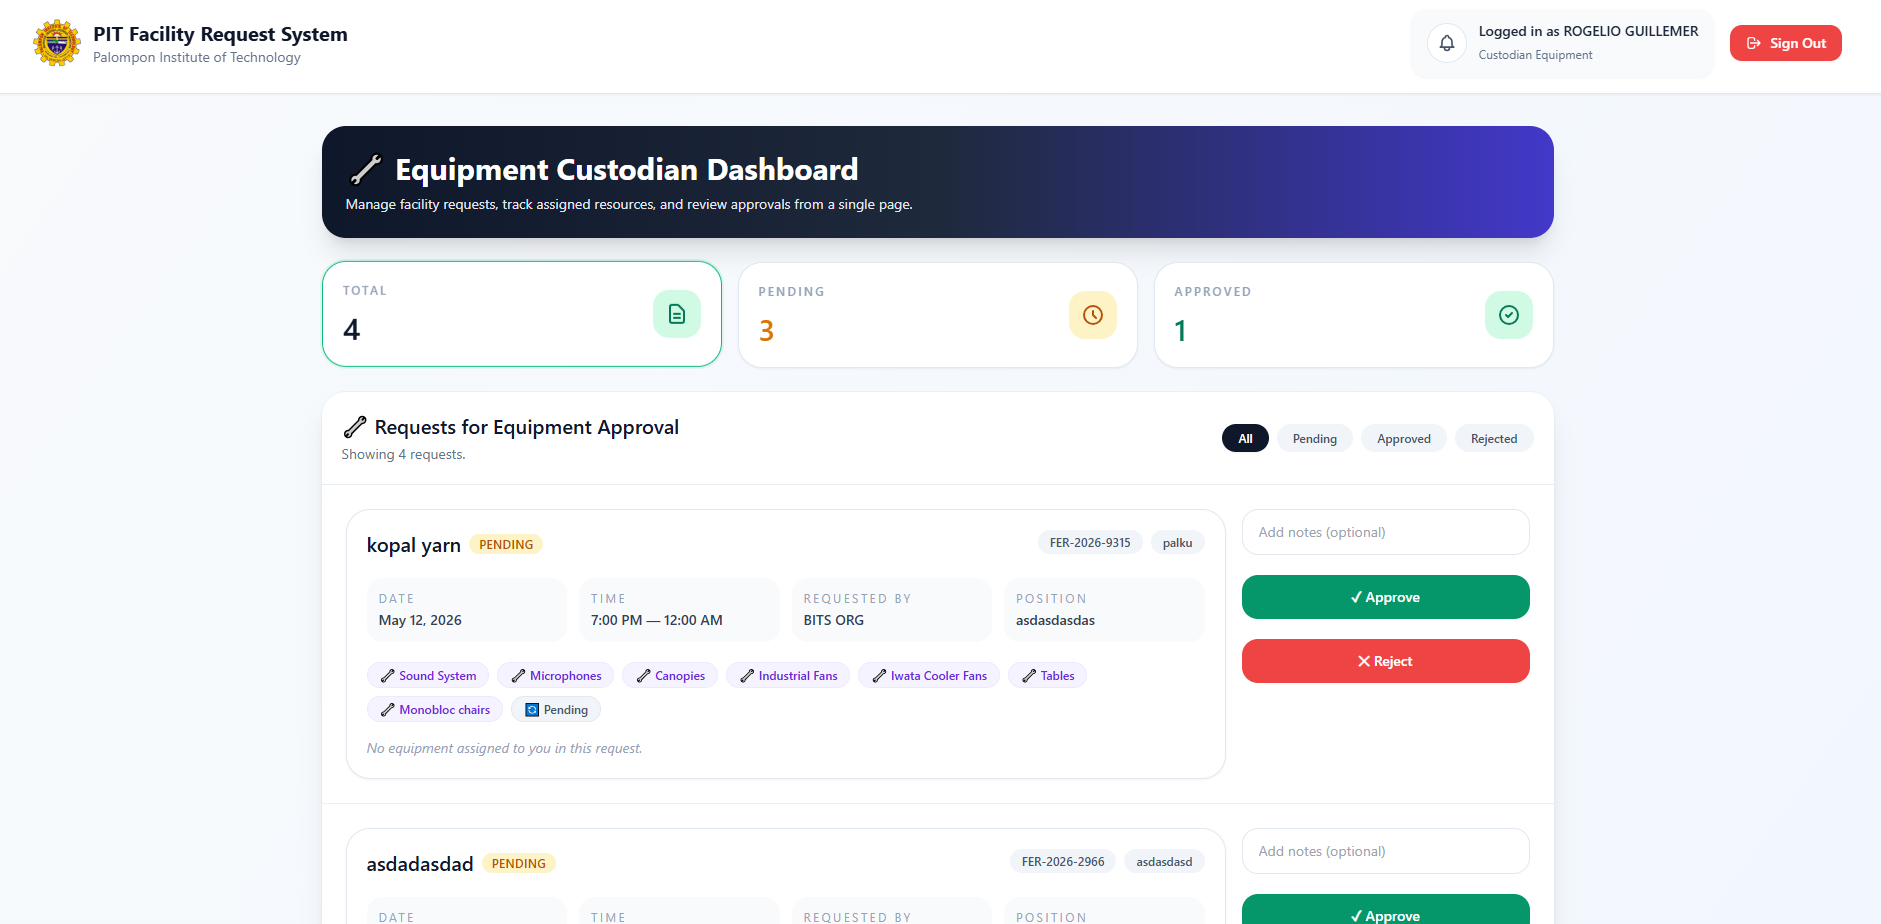 PIT Facility Request System
Palompon Institute of Technology
Logged in as ROGELIO GUILLEMER
Custodian Equipment
Sign Out
Equipment Custodian Dashboard
Manage facility requests, track assigned resources, and review approvals from a single page.
TOTAL
4
PENDING
3
APPROVED
1
Requests for Equipment Approval
Showing 4 requests.
All
Pending
Approved
Rejected
kopal yarn PENDING
FER-2026-9315
palku
DATE
May 12, 2026
TIME
7:00 PM — 12:00 AM
REQUESTED BY
BITS ORG
POSITION
asdasdasdas
Sound System
Microphones
Canopies
Industrial Fans
Iwata Cooler Fans
Tables
Monobloc chairs
Pending
No equipment assigned to you in this request.
Add notes (optional)
✓ Approve
✕ Reject
asdadasdad PENDING
FER-2026-2966
asdasdasd
DATE
TIME
REQUESTED BY
POSITION
Add notes (optional)
✓ Approve